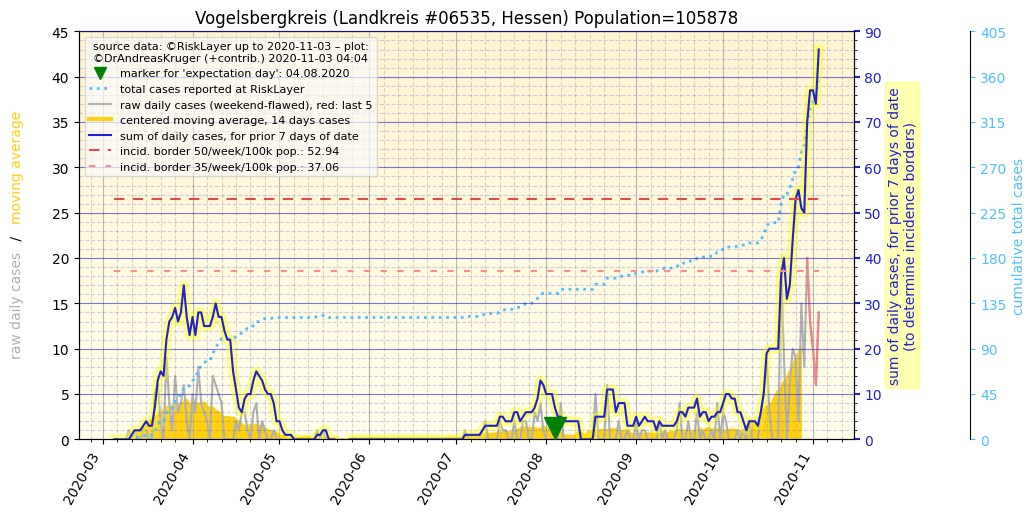 Vogelsbergkreis (Landkreis #06535, Hessen) Population=105878
source data: ©RiskLayer up to 2020-11-03 – plot:
©DrAndreasKruger (+contrib.) 2020-11-03 04:04
marker for 'expectation day': 04.08.2020
total cases reported at RiskLayer
raw daily cases (weekend-flawed), red: last 5
centered moving average, 14 days cases
sum of daily cases, for prior 7 days of date
incid. border 50/week/100k pop.: 52.94
incid. border 35/week/100k pop.: 37.06
raw daily cases / moving average
45
40
35
30
25
20
15
10
5
0
90
80
70
60
50
40
30
20
10
0
sum of daily cases, for prior 7 days of date
(to determine incidence borders)
405
360
315
270
225
180
135
90
45
0
cumulative total cases
2020-03
2020-04
2020-05
2020-06
2020-07
2020-08
2020-09
2020-10
2020-11